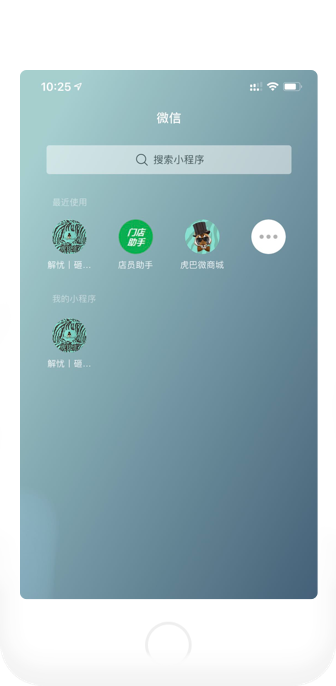 10:25
微信
搜索小程序
最近使用
解忧丨砸...
门店
助手
店员助手
虎巴微商城
我的小程序
解忧丨砸...